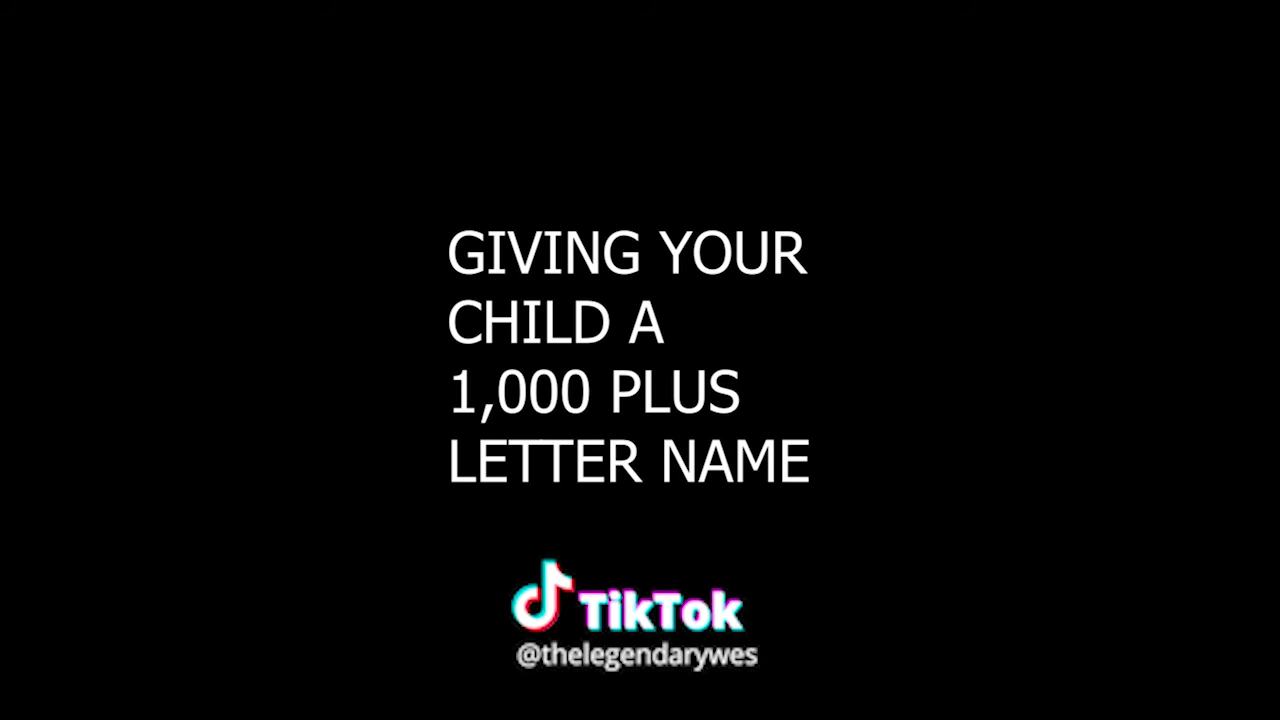 GIVING YOUR
CHILD A
1,000 PLUS
LETTER NAME
TikTok
@thelegendarywes